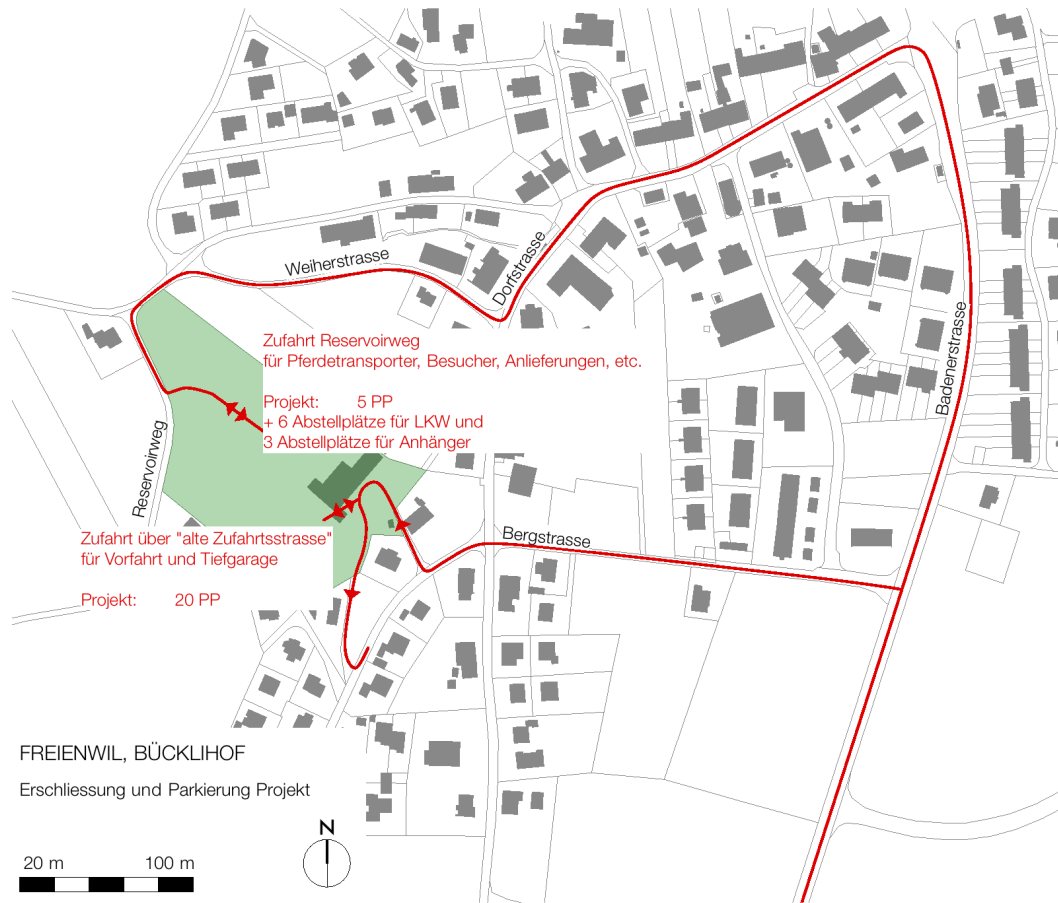 Weiherstrasse
Dorfstrasse
Badenerstrasse
Zufahrt Reservoirweg
für Pferdetransporter, Besucher, Anlieferungen, etc.
Projekt: 5 PP
+ 6 Abstellplätze für LKW und
3 Abstellplätze für Anhänger
Reservoirweg
Zufahrt über "alte Zufahrtsstrasse"
für Vorfahrt und Tiefgarage
Projekt: 20 PP
Bergstrasse
FREIENWIL, BÜCKLIHOF
Erschliessung und Parkierung Projekt
N
20 m 100 m